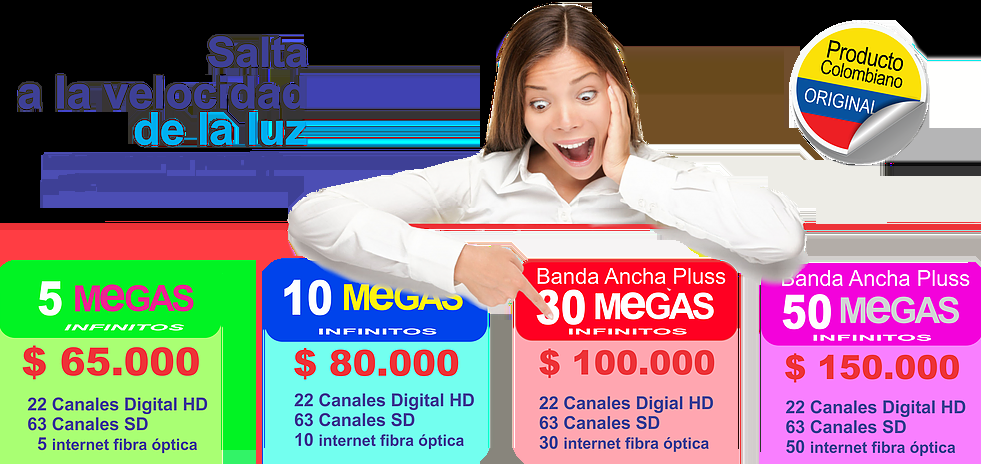 Salta
a la velocidad
de la luz
Producto
Colombiano
ORIGINAL
5 MeGAS
INFINITOS
$ 65.000
22 Canales Digital HD
63 Canales SD
5 internet fibra óptica
10 MeGAS
INFINITOS
$ 80.000
22 Canales Digital HD
63 Canales SD
10 internet fibra óptica
Banda Ancha Pluss
30 MeGAS
INFINITOS
$ 100.000
22 Canales Digial HD
63 Canales SD
30 internet fibra óptica
Banda Ancha Pluss
50 MeGAS
INFINITOS
$ 150.000
22 Canales Digital HD
63 Canales SD
50 internet fibra óptica